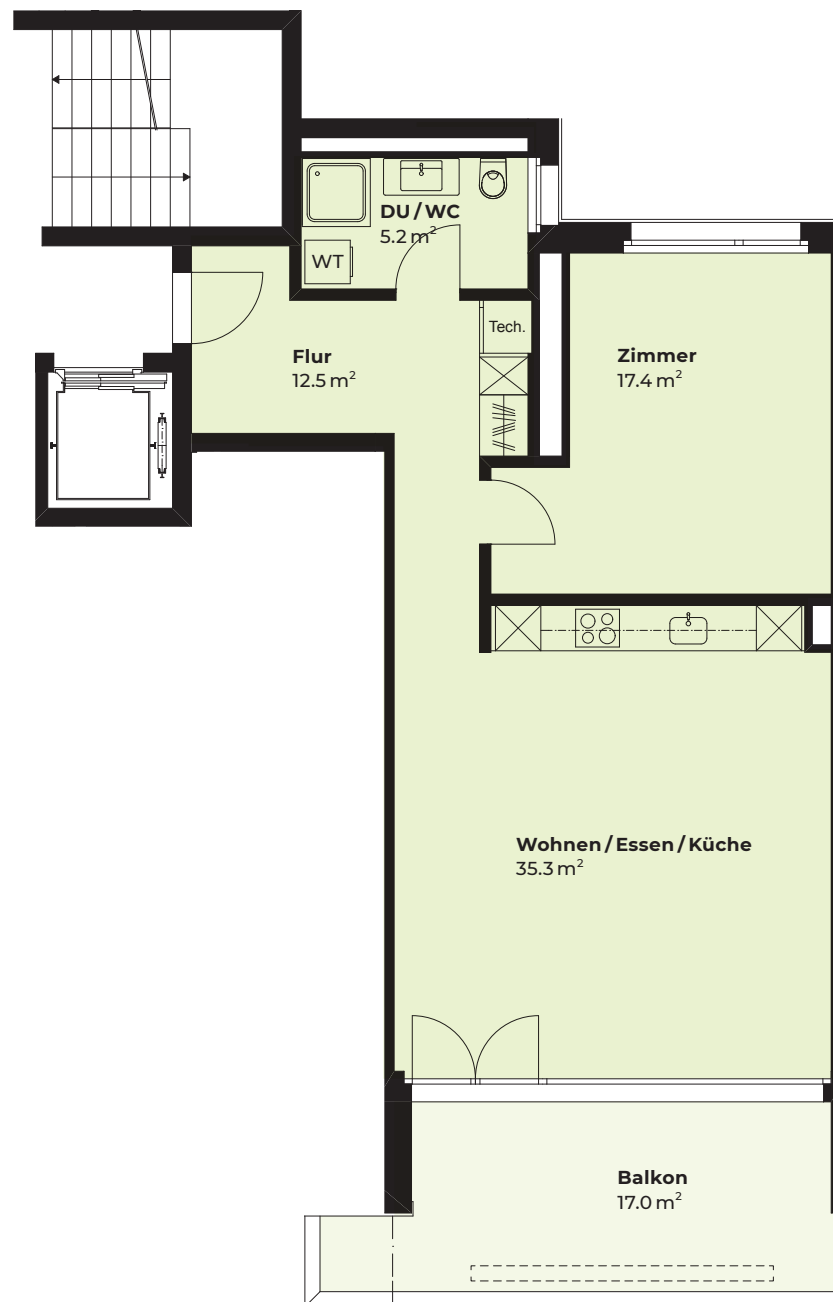 DU / WC
5.2 m²
WT
Tech.
Flur
12.5 m²
Zimmer
17.4 m²
Wohnen / Essen / Küche
35.3 m²
Balkon
17.0 m²